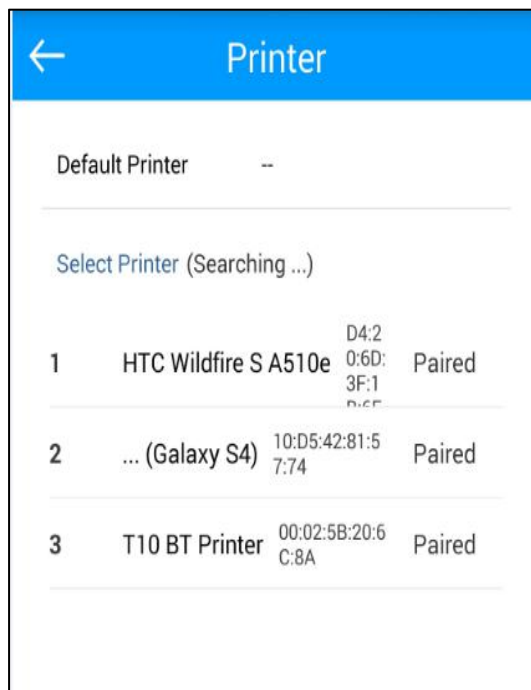 Printer
Default Printer --
Select Printer (Searching ...)
1 HTC Wildfire S A510e D4:2
0:6D:
3F:1
Paired
2 ... (Galaxy S4) 10:D5:42:81:5
7:74
Paired
3 T10 BT Printer 00:02:5B:20:6
C:8A
Paired